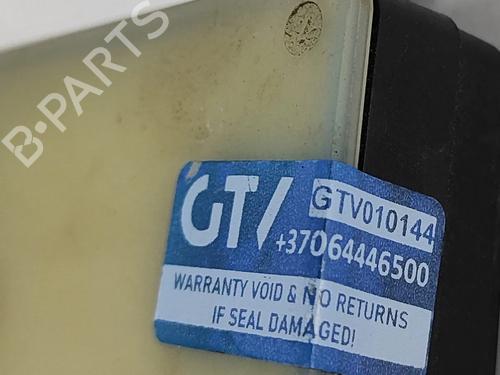 B·PARTS
GTV
GTV010144
+37064446500
WARRANTY VOID & NO RETURNS
IF SEAL DAMAGED!